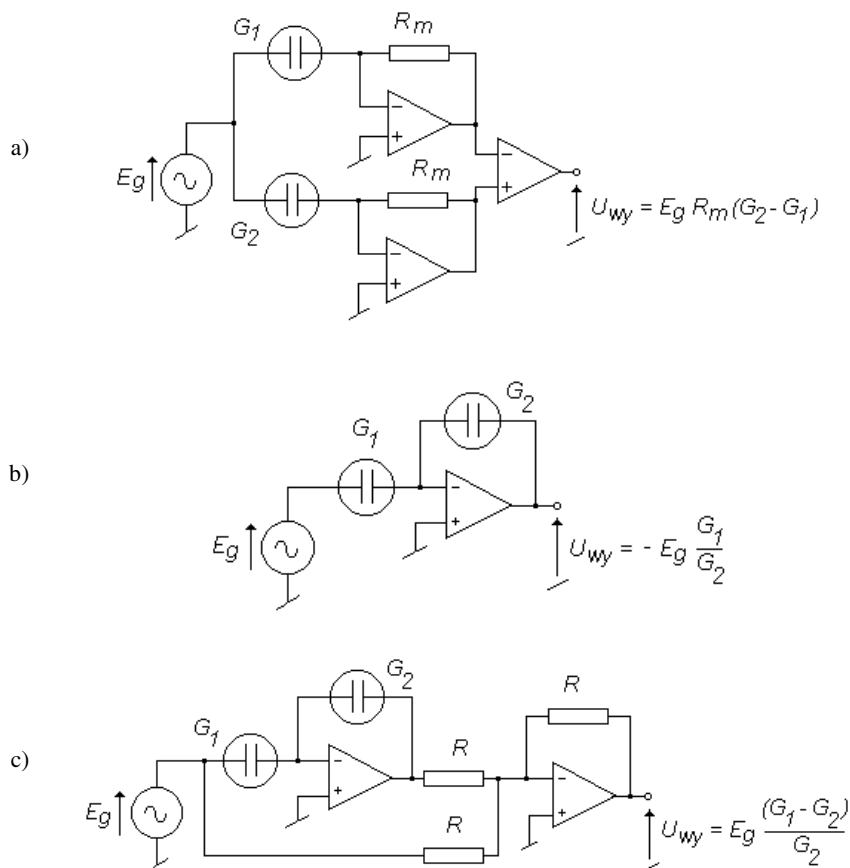 G1
Rm
a)
Eg
Rm
G2
Uwy = Eg Rm(G2 - G1)
G2
G1
b)
Eg
Uwy = - Eg G1/G2
G2
R
G1
R
c)
Eg
R
Uwy = Eg (G1 - G2)/G2